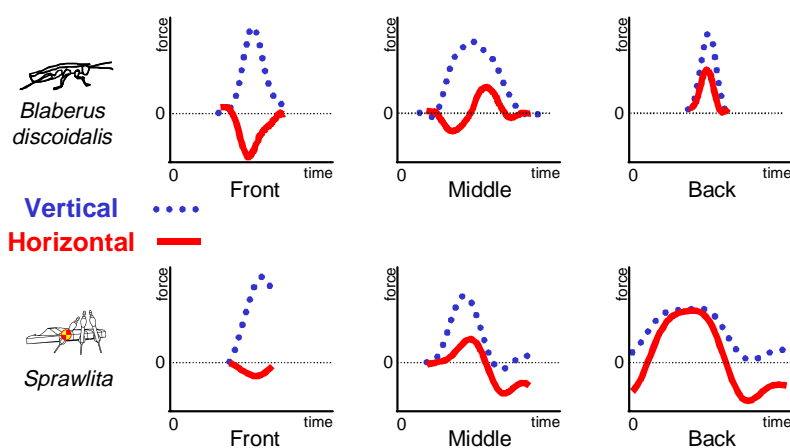 force
force
force
Blaberus
discoidalis
0
0
0
0
time
0
time
0
time
Front
Middle
Back
Vertical
Horizontal
force
force
force
Sprawlita
0
0
0
0
time
0
time
0
time
Front
Middle
Back